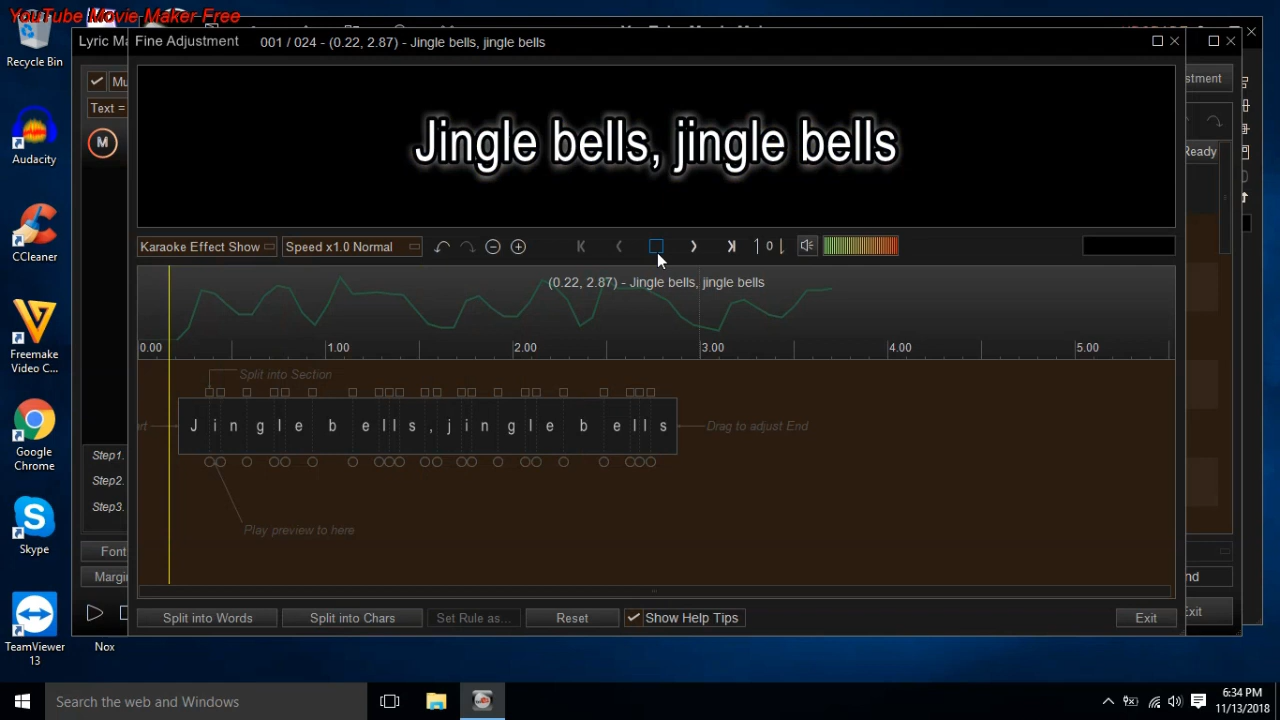 YouTube Movie Maker Free
Recycle Bin
Audacity
CCleaner
Freemake
Video C...
Google
Chrome
Skype
TeamViewer
13
Nox
Lyric Ma
Fine Adjustment
001 / 024 - (0.22, 2.87) - Jingle bells, jingle bells
Mu
Text =
M
Jingle bells, jingle bells
stment
Ready
Karaoke Effect Show
Speed x1.0 Normal
0
(0.22, 2.87) - Jingle bells, jingle bells
0.00
1.00
2.00
3.00
4.00
5.00
Split into Section
art
J i n g l e b e l l s , j i n g l e b e l l s
Drag to adjust End
Play preview to here
Step1.
Step2.
Step3.
Font
Margi
nd
Split into Words
Split into Chars
Set Rule as...
Reset
Show Help Tips
Exit
Exit
Search the web and Windows
6:34 PM
11/13/2018